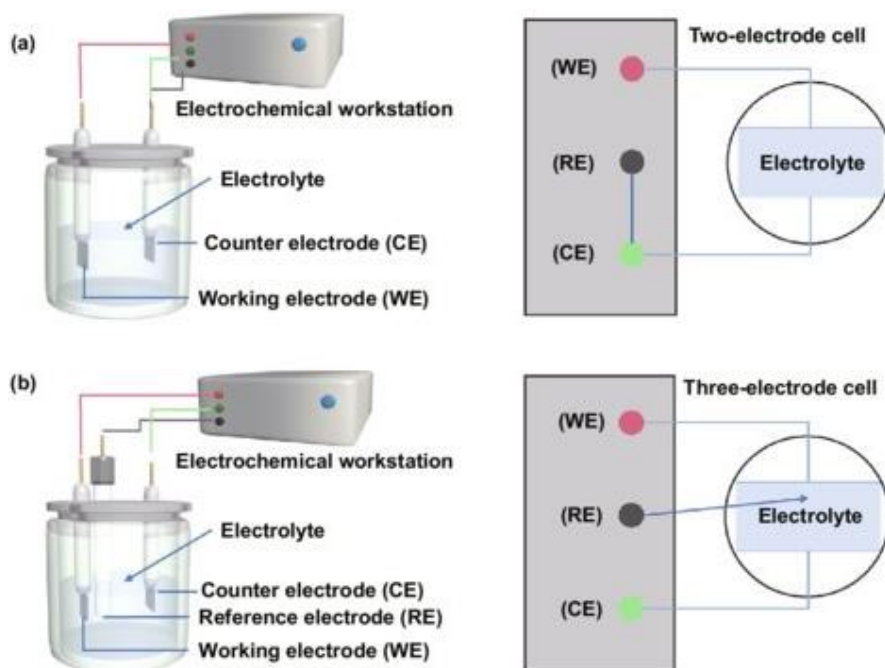 (a)
Electrochemical workstation
Electrolyte
Counter electrode (CE)
Working electrode (WE)
Two-electrode cell
(WE)
(RE)
(CE)
Electrolyte
(b)
Electrochemical workstation
Electrolyte
Counter electrode (CE)
Reference electrode (RE)
Working electrode (WE)
Three-electrode cell
(WE)
(RE)
(CE)
Electrolyte